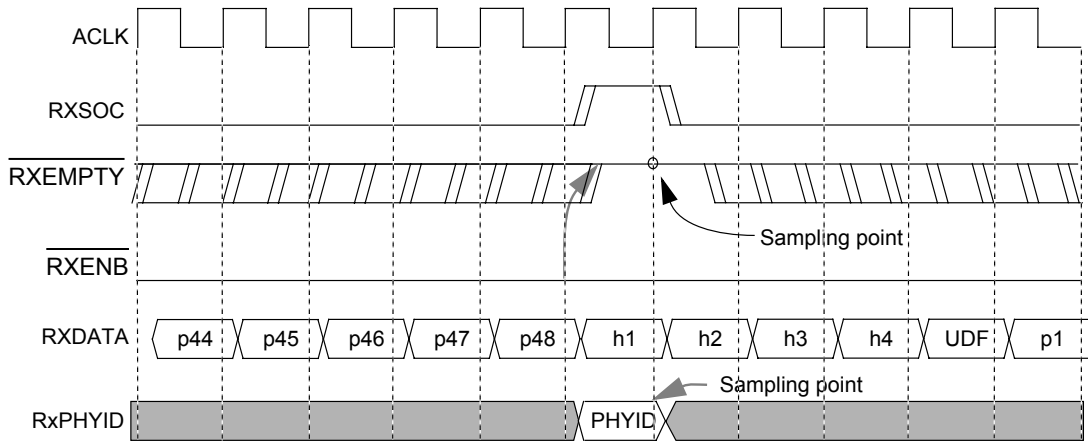 ACLK
RXSOC
RXEMPTY
Sampling point
RXENB
RXDATA p44 p45 p46 p47 p48 h1 h2 h3 h4 UDF p1
Sampling point
RxPHYID PHYID